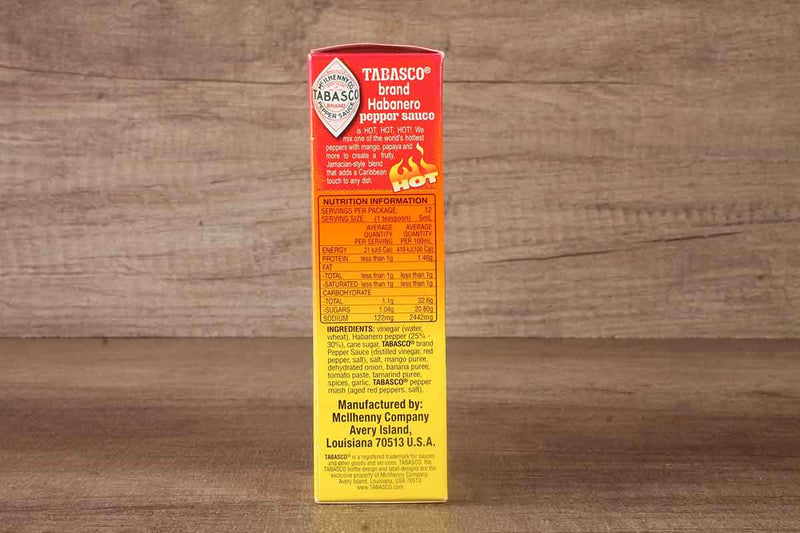 McILHENNY CO.
TABASCO
BRAND
PEPPER SAUCE
TABASCO®
brand
Habanero
pepper sauce
is HOT, HOT, HOT! We
mix one of the world's hottest
peppers with mango, papaya and
more to create a fruity,
Jamacian-style blend
that adds a Caribbean
touch to any dish.
HOT
NUTRITION INFORMATION
SERVINGS PER PACKAGE: 12
SERVING SIZE: (1 teaspoon) 5mL
AVERAGE AVERAGE
QUANTITY QUANTITY
PER SERVING PER 100mL
ENERGY 21 kJ(5 Cal) 419 kJ(100 Cal)
PROTEIN less than 1g 1.46g
FAT
-TOTAL less than 1g less than 1g
-SATURATED less than 1g less than 1g
CARBOHYDRATE
-TOTAL 1.1g 22.6g
-SUGARS 1.04g 20.80g
SODIUM 122mg 2442mg
INGREDIENTS: vinegar (water,
wheat), Habanero pepper (25% -
30%), cane sugar, TABASCO® brand
Pepper Sauce (distilled vinegar, red
pepper, salt), salt, mango puree,
dehydrated onion, banana puree,
tomato paste, tamarind puree,
spices, garlic, TABASCO® pepper
mash (aged red peppers, salt).
Manufactured by:
McIlhenny Company
Avery Island,
Louisiana 70513 U.S.A.
TABASCO® is a registered trademark for sauces
and other goods and services; TABASCO, the
TABASCO bottle design and label designs are the
exclusive property of McIlhenny Company,
Avery Island, Louisiana, USA 70513
www.TABASCO.com